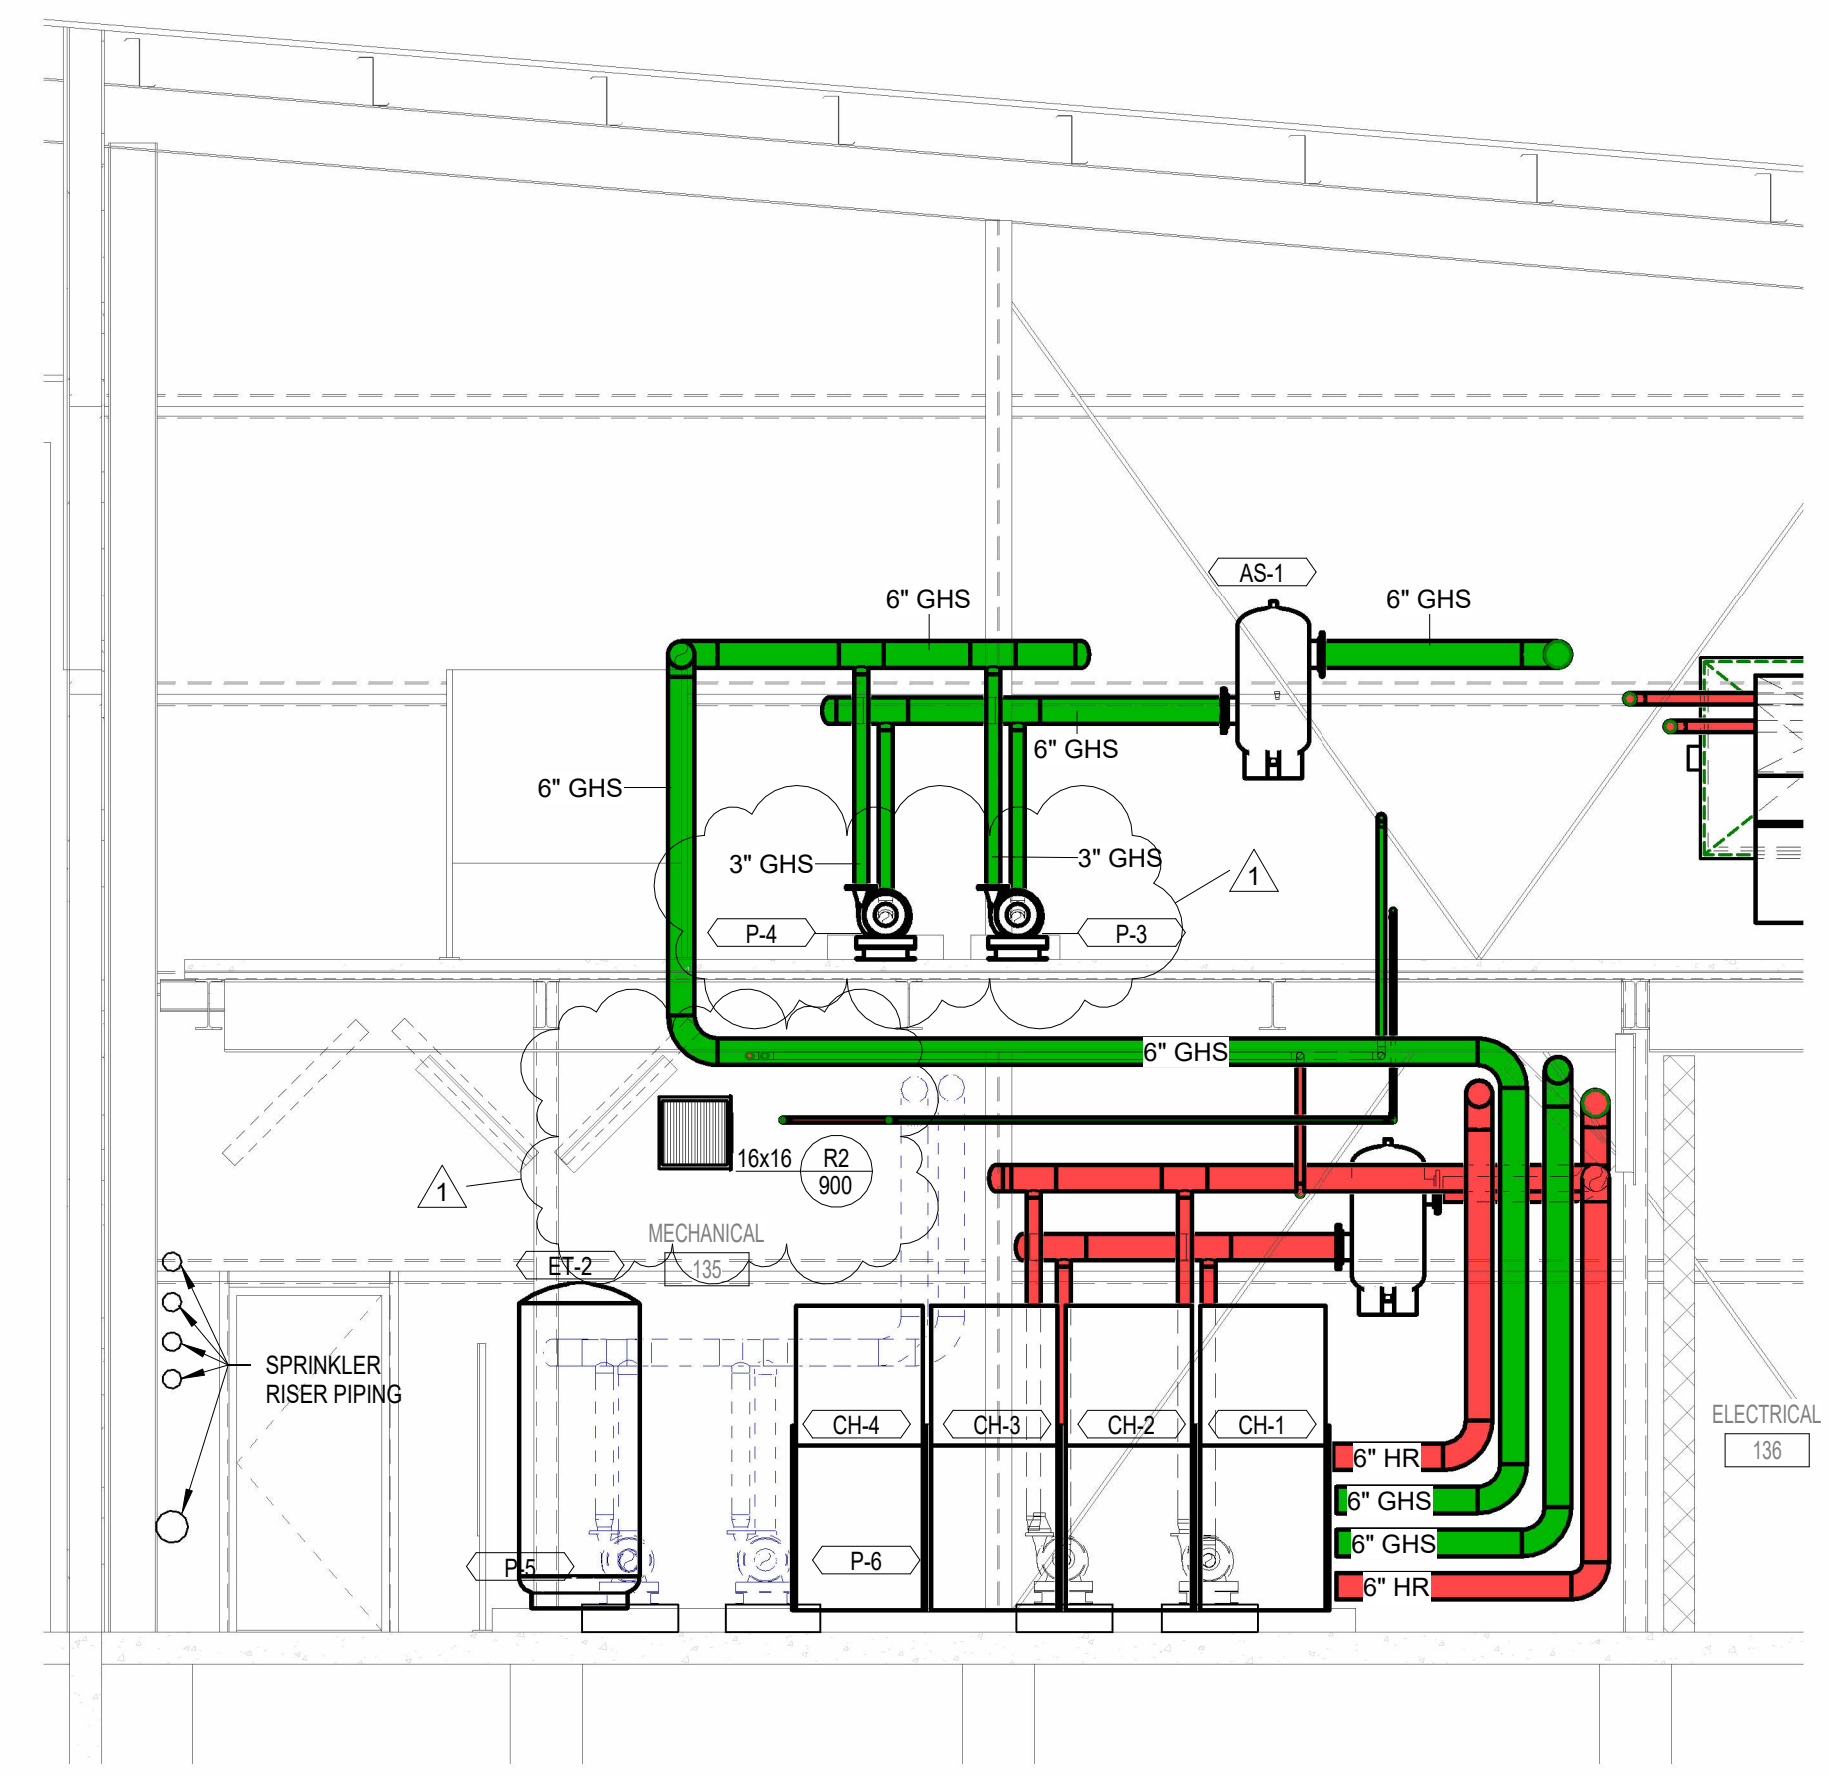 AS-1
6" GHS
6" GHS
6" GHS
6" GHS
3" GHS
3" GHS
1
P-4
P-3
6" GHS
16x16
R2
900
1
MECHANICAL
135
ET-2
SPRINKLER
RISER PIPING
CH-4
CH-3
CH-2
CH-1
ELECTRICAL
136
6" HR
6" GHS
6" GHS
6" HR
P-5
P-6